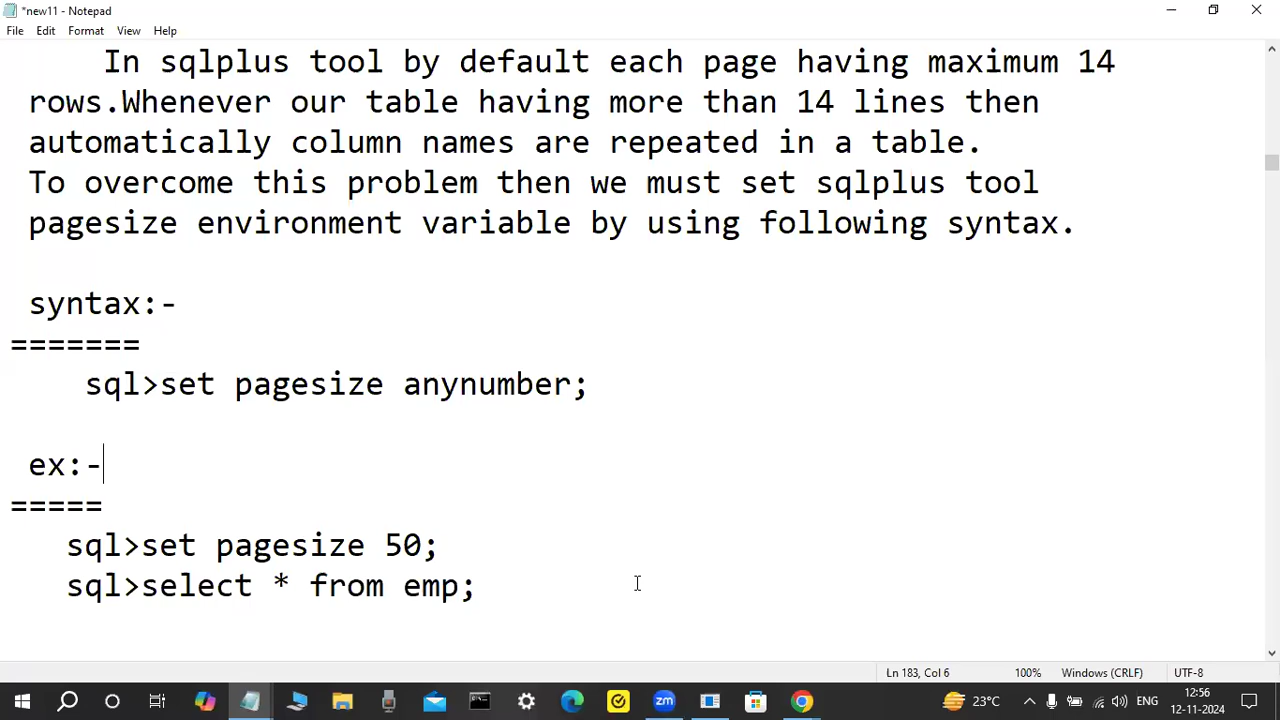 *new11 - Notepad
File Edit Format View Help
In sqlplus tool by default each page having maximum 14
rows.Whenever our table having more than 14 lines then
automatically column names are repeated in a table.
To overcome this problem then we must set sqlplus tool
pagesize environment variable by using following syntax.
syntax:-
=======
sql>set pagesize anynumber;
ex:-
=====
sql>set pagesize 50;
sql>select * from emp;
Ln 183, Col 6 100% Windows (CRLF) UTF-8
zm 23°C ENG 12:56
12-11-2024